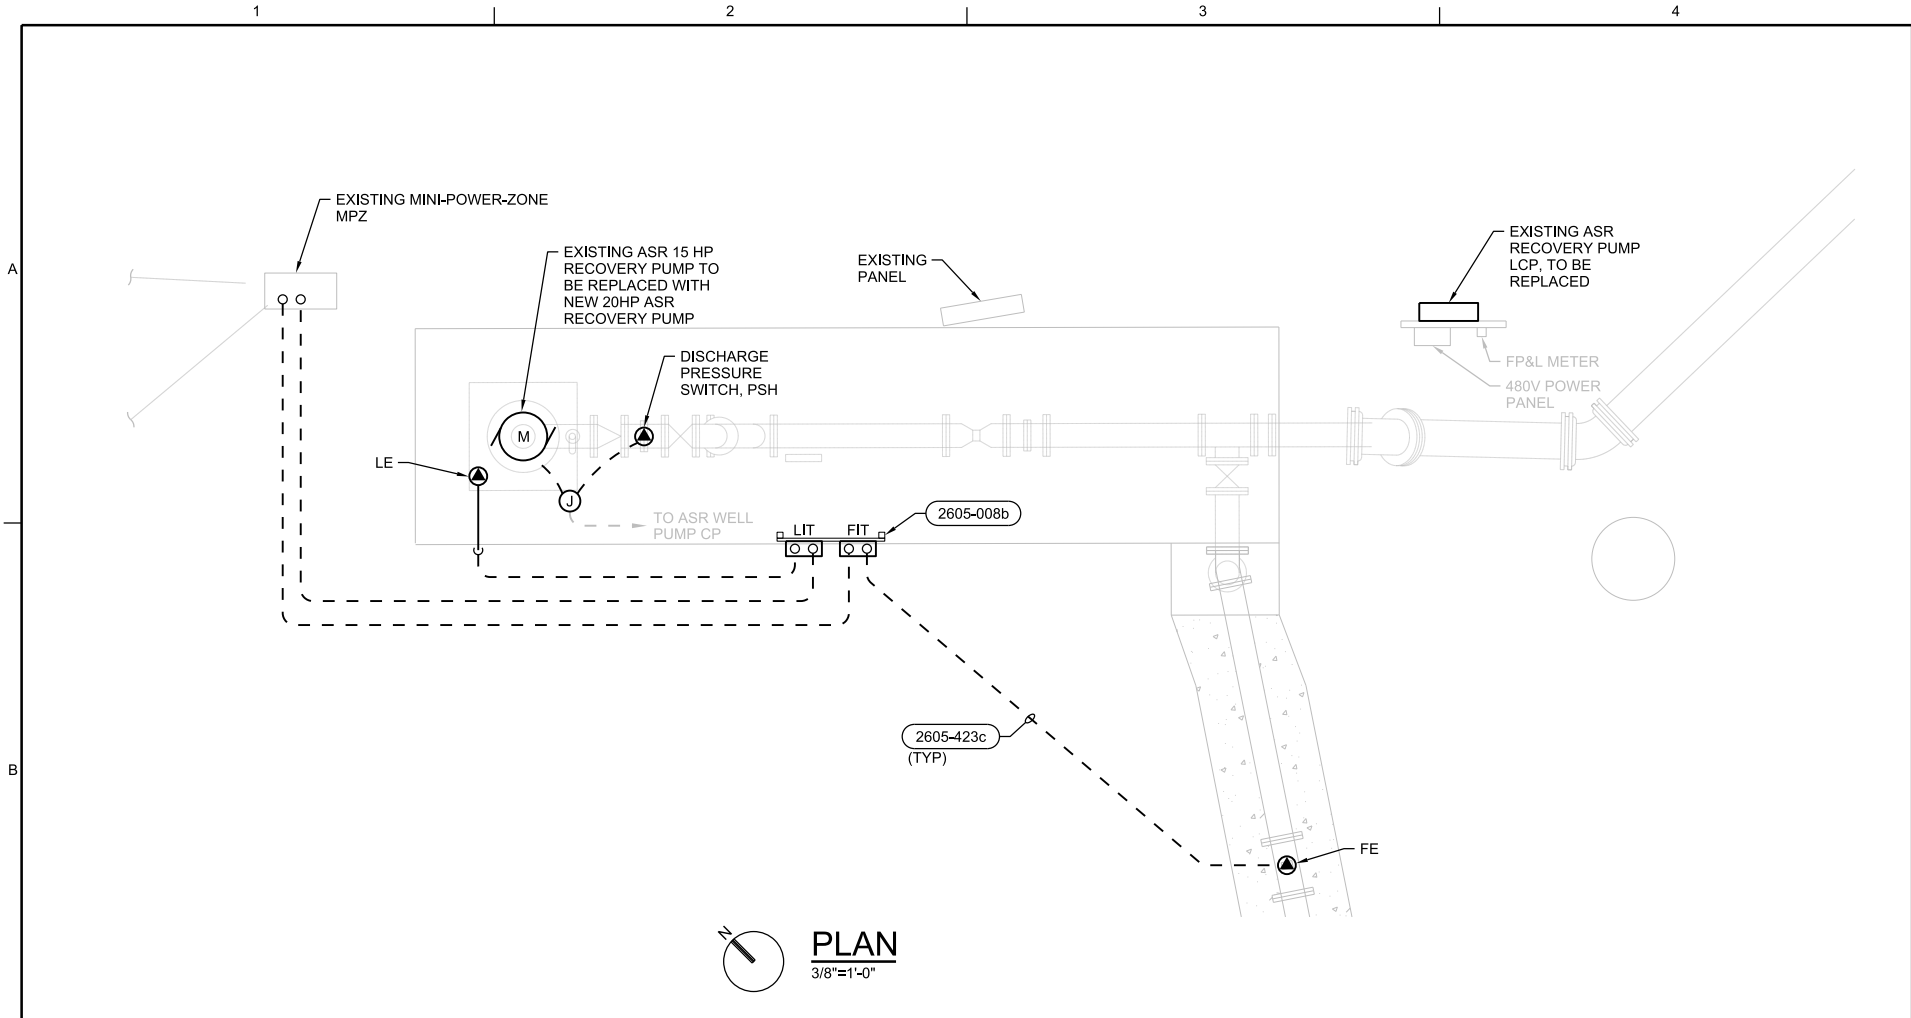 1
2
3
4
A
B
EXISTING MINI-POWER-ZONE
MPZ
EXISTING ASR 15 HP
RECOVERY PUMP TO
BE REPLACED WITH
NEW 20HP ASR
RECOVERY PUMP
EXISTING
PANEL
EXISTING ASR
RECOVERY PUMP
LCP, TO BE
REPLACED
DISCHARGE
PRESSURE
SWITCH, PSH
FP&L METER
480V POWER
PANEL
M
LE
J
TO ASR WELL
PUMP CP
LIT
FIT
2605-008b
2605-423c
(TYP)
FE
N
PLAN
3/8"=1'-0"